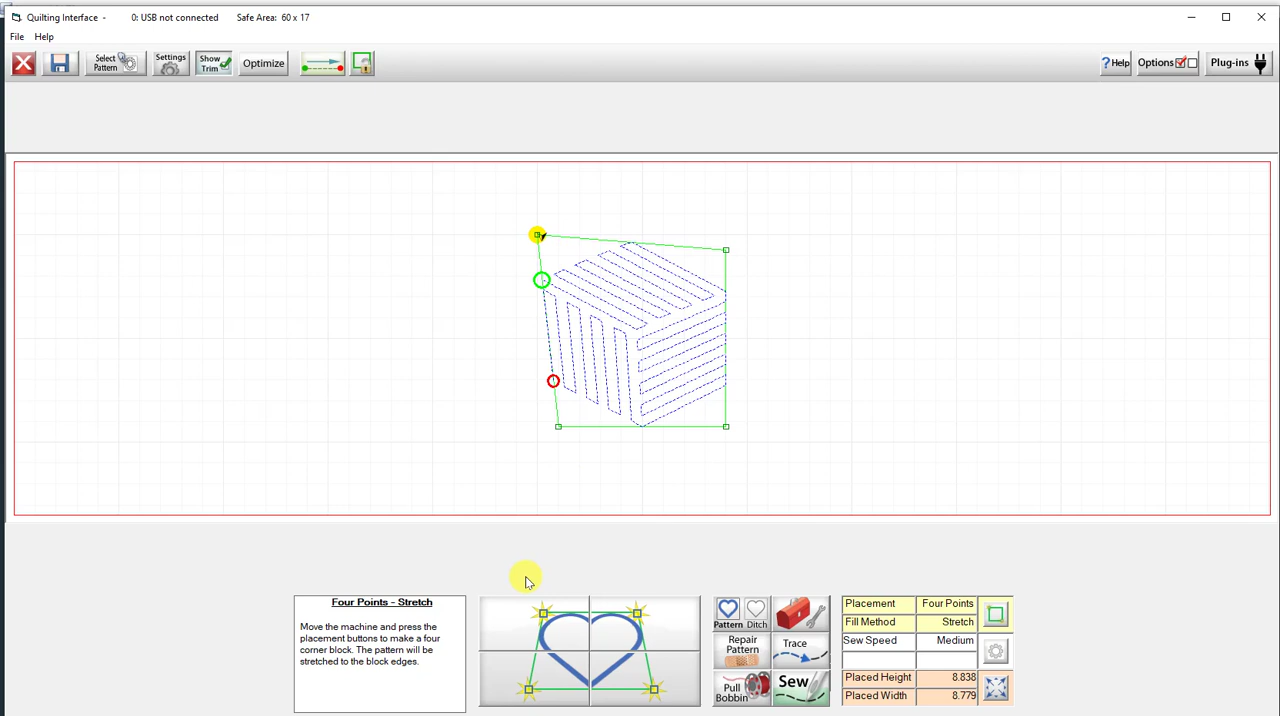 Quilting Interface -
0: USB not connected
Safe Area: 60 x 17
File
Help
Select
Pattern
Settings
Show
Trim
Optimize
?Help
Options
Plug-ins
Four Points - Stretch
Move the machine and press the
placement buttons to make a four
corner block. The pattern will be
stretched to the block edges.
Pattern Ditch
Repair
Pattern
Trace
Pull
Bobbin
Sew
Placement Four Points
Fill Method Stretch
Sew Speed Medium
Placed Height 8.838
Placed Width 8.779